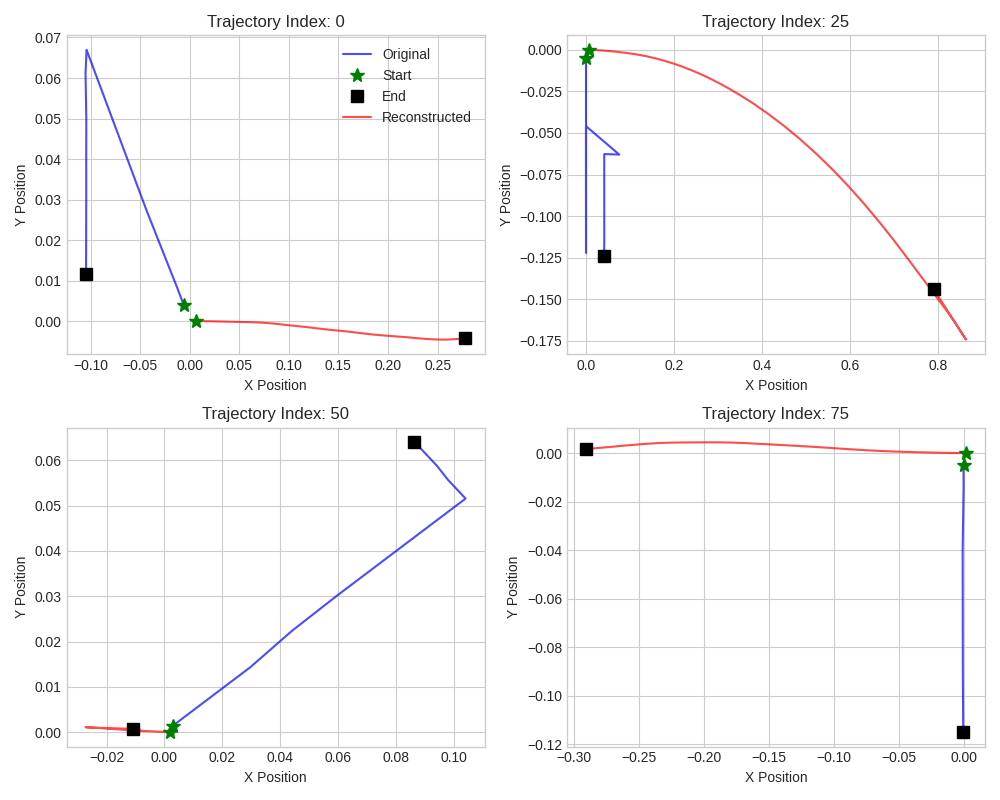 Trajectory Index: 0
Original
Start
End
Reconstructed
0.07
0.06
0.05
0.04
0.03
0.02
0.01
0.00
Y Position
−0.10 −0.05 0.00 0.05 0.10 0.15 0.20 0.25
X Position
Trajectory Index: 25
0.000
−0.025
−0.050
−0.075
−0.100
−0.125
−0.150
−0.175
Y Position
0.0 0.2 0.4 0.6 0.8
X Position
Trajectory Index: 50
0.06
0.05
0.04
0.03
0.02
0.01
0.00
Y Position
−0.02 0.00 0.02 0.04 0.06 0.08 0.10
X Position
Trajectory Index: 75
0.00
−0.02
−0.04
−0.06
−0.08
−0.10
−0.12
Y Position
−0.30 −0.25 −0.20 −0.15 −0.10 −0.05 0.00
X Position